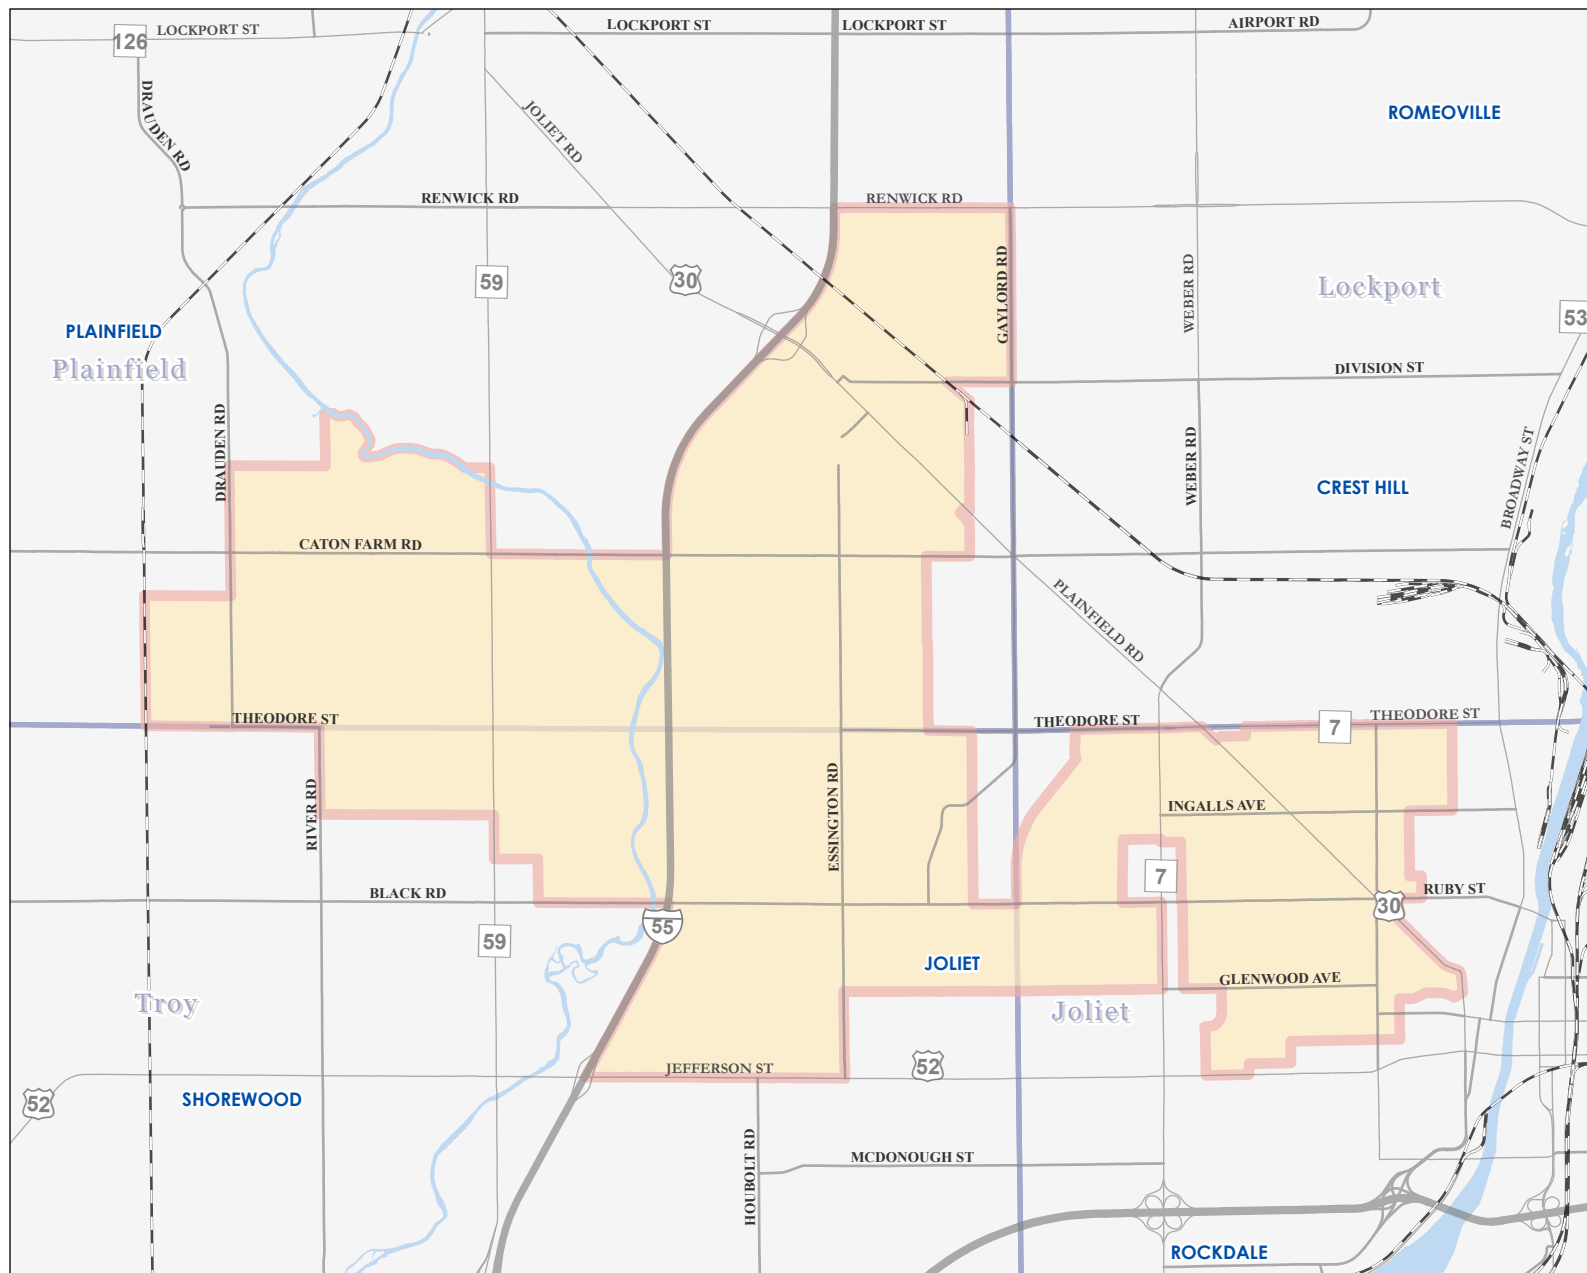 LOCKPORT ST
LOCKPORT ST
LOCKPORT ST
AIRPORT RD
126
DRAUDEN RD
JOLIET RD
ROMEOVILLE
RENWICK RD
RENWICK RD
59
30
GAYLORD RD
WEBER RD
Lockport
53
PLAINFIELD
Plainfield
DIVISION ST
DRAUDEN RD
WEBER RD
BROADWAY ST
CREST HILL
CATON FARM RD
PLAINFIELD RD
THEODORE ST
THEODORE ST
7
THEODORE ST
RIVER RD
ESSINGTON RD
INGALLS AVE
7
BLACK RD
RUBY ST
30
55
59
JOLIET
GLENWOOD AVE
Troy
Joliet
JEFFERSON ST
52
52
SHOREWOOD
HOUBOLT RD
MCDONOUGH ST
ROCKDALE